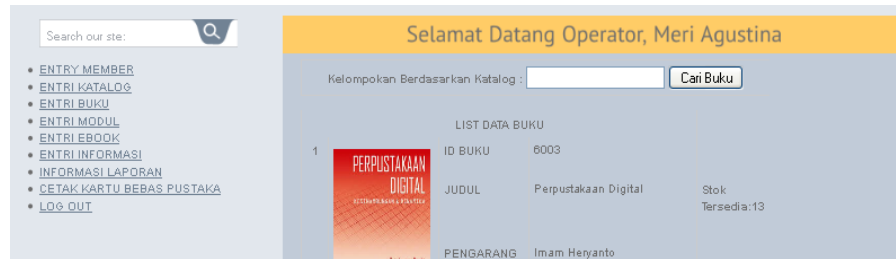 Search our ste:
Selamat Datang Operator, Meri Agustina
ENTRY MEMBER
ENTRI KATALOG
ENTRI BUKU
ENTRI MODUL
ENTRI EBOOK
ENTRI INFORMASI
INFORMASI LAPORAN
CETAK KARTU BEBAS PUSTAKA
LOG OUT
Kelompokan Berdasarkan Katalog : Cari Buku
LIST DATA BUKU
1
PERPUSTAKAAN
DIGITAL
ID BUKU 6003
JUDUL Perpustakaan Digital
Stok
Tersedia:13
PENGARANG Imam Heryanto